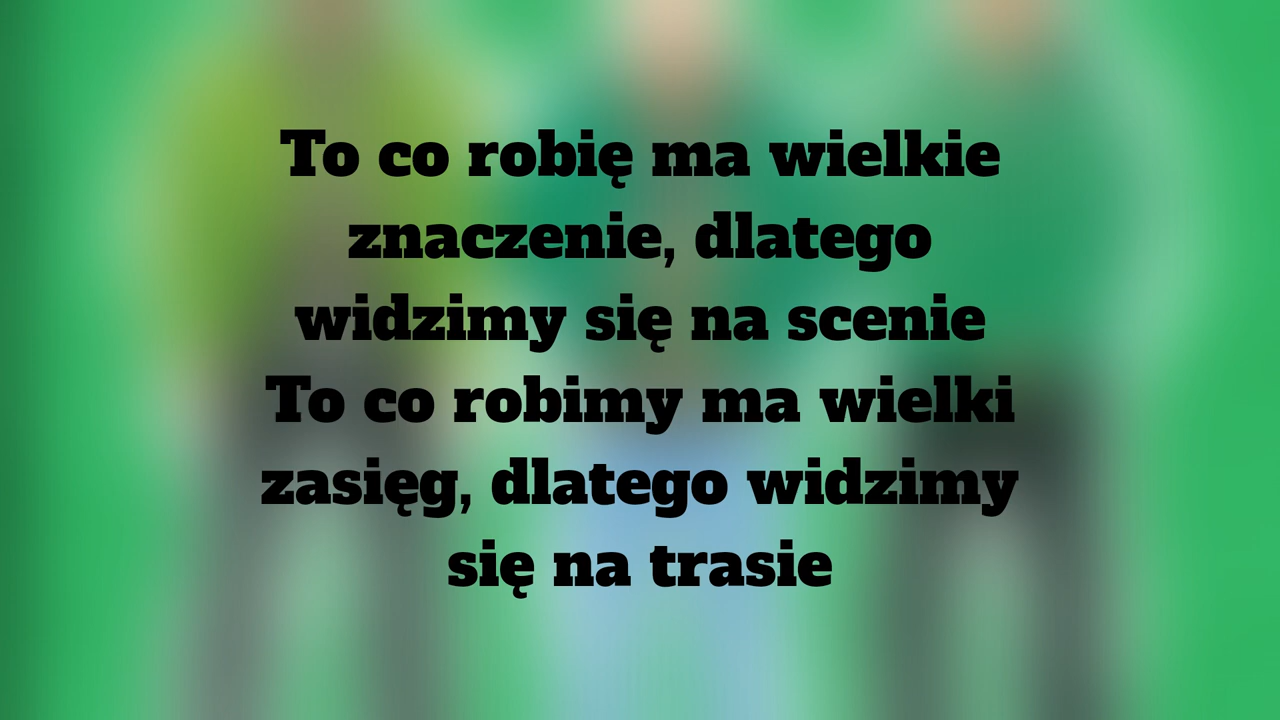 To co robię ma wielkie
znaczenie, dlatego
widzimy się na scenie
To co robimy ma wielki
zasięg, dlatego widzimy
się na trasie